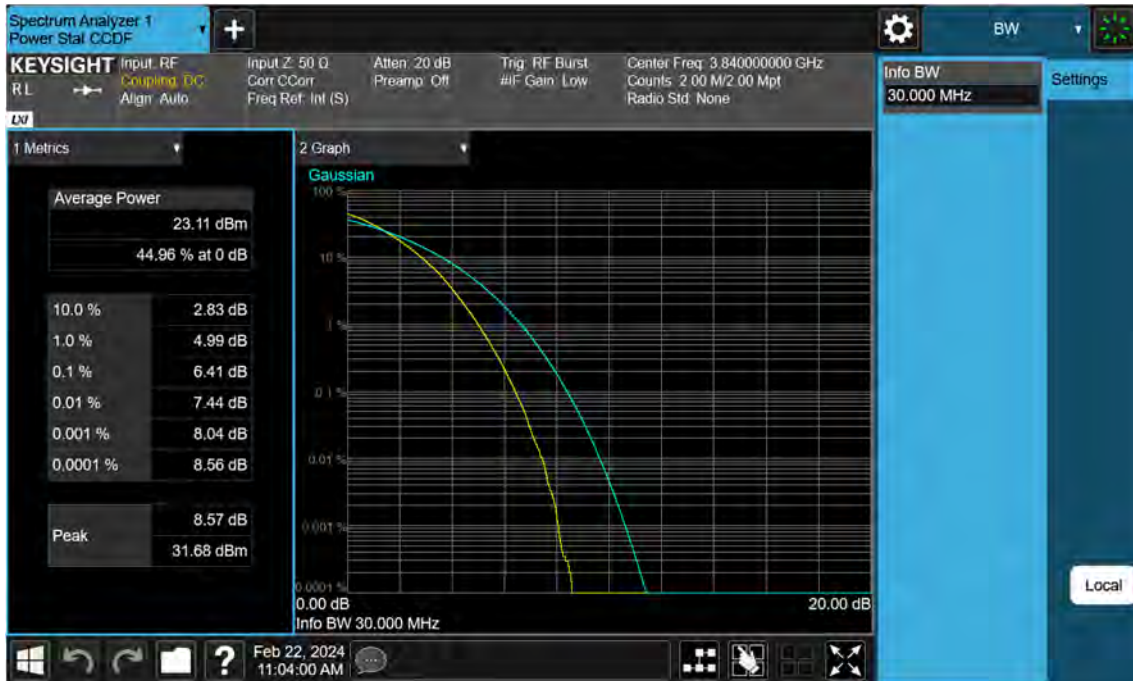 Spectrum Analyzer 1
Power Stat CCDF
+
BW
KEYSIGHT
RL
LXI
Input: RF
Coupling: DC
Align: Auto
Input Z: 50 Ω
Corr CCorr
Freq Ref: Int (S)
Atten: 20 dB
Preamp: Off
Trig: RF Burst
#IF Gain: Low
Center Freq: 3.840000000 GHz
Counts: 2.00 M/2.00 Mpt
Radio Std: None
Info BW
30.000 MHz
Settings
1 Metrics
Average Power
23.11 dBm
44.96 % at 0 dB
10.0 % 2.83 dB
1.0 % 4.99 dB
0.1 % 6.41 dB
0.01 % 7.44 dB
0.001 % 8.04 dB
0.0001 % 8.56 dB
Peak
8.57 dB
31.68 dBm
2 Graph
Gaussian
100 %
10 %
1 %
0.1 %
0.01 %
0.001 %
0.0001 %
0.00 dB 20.00 dB
Info BW 30.000 MHz
Local
?
Feb 22, 2024
11:04:00 AM